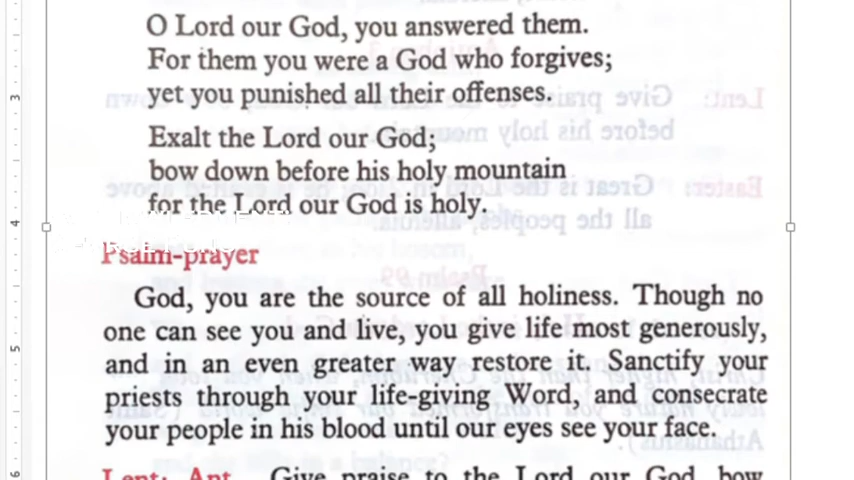 O Lord our God, you answered them.
For them you were a God who forgives;
yet you punished all their offenses.
Exalt the Lord our God;
bow down before his holy mountain
for the Lord our God is holy.
Psalm-prayer
God, you are the source of all holiness. Though no
one can see you and live, you give life most generously,
and in an even greater way restore it. Sanctify your
priests through your life-giving Word, and consecrate
your people in his blood until our eyes see your face.
Lent: Ant. Give praise to the Lord our God, bow
3
4
5
6